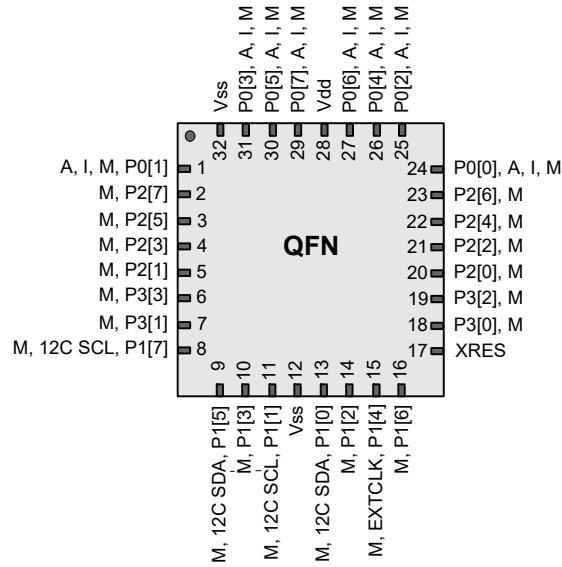 Vss
P0[3], A, I, M
P0[5], A, I, M
P0[7], A, I, M
Vdd
P0[6], A, I, M
P0[4], A, I, M
P0[2], A, I, M
32
31
30
29
28
27
26
25
A, I, M, P0[1] 1
M, P2[7] 2
M, P2[5] 3
M, P2[3] 4
M, P2[1] 5
M, P3[3] 6
M, P3[1] 7
M, 12C SCL, P1[7] 8
QFN
24 P0[0], A, I, M
23 P2[6], M
22 P2[4], M
21 P2[2], M
20 P2[0], M
19 P3[2], M
18 P3[0], M
17 XRES
9
10
11
12
13
14
15
16
M, 12C SDA, P1[5]
M, P1[3]
M, 12C SCL, P1[1]
Vss
M, 12C SDA, P1[0]
M, P1[2]
M, EXTCLK, P1[4]
M, P1[6]